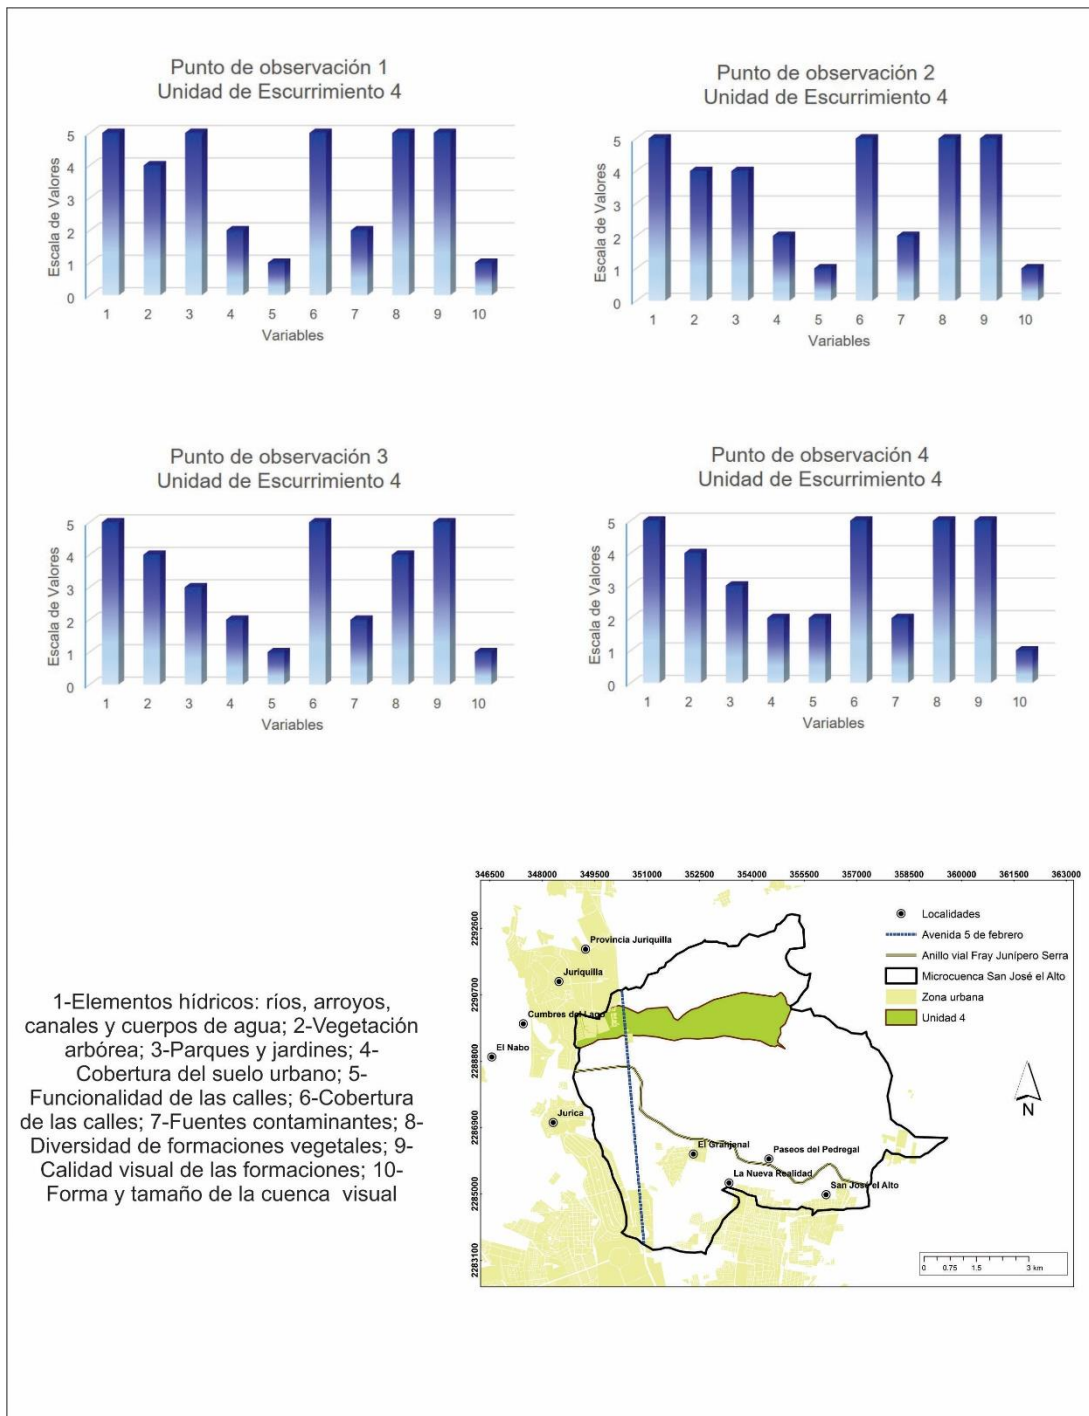 Punto de observación 1
Unidad de Escurrimiento 4
Escala de Valores
5
4
3
2
1
0
1 2 3 4 5 6 7 8 9 10
Variables
Punto de observación 2
Unidad de Escurrimiento 4
Escala de Valores
5
4
3
2
1
0
1 2 3 4 5 6 7 8 9 10
Variables
Punto de observación 3
Unidad de Escurrimiento 4
Escala de Valores
5
4
3
2
1
0
1 2 3 4 5 6 7 8 9 10
Variables
Punto de observación 4
Unidad de Escurrimiento 4
Escala de Valores
5
4
3
2
1
0
1 2 3 4 5 6 7 8 9 10
Variables
1-Elementos hídricos: ríos, arroyos,
canales y cuerpos de agua; 2-Vegetación
arbórea; 3-Parques y jardines; 4-
Cobertura del suelo urbano; 5-
Funcionalidad de las calles; 6-Cobertura
de las calles; 7-Fuentes contaminantes; 8-
Diversidad de formaciones vegetales; 9-
Calidad visual de las formaciones; 10-
Forma y tamaño de la cuenca visual
346500 348000 349500 351000 352500 354000 355500 357000 358500 360000 361500 363000
2292600
2290700
2288800
2286900
2285000
2283100
Provincia Juriquilla
Juriquilla
Cumbres del Lago
El Nabo
Jurica
El Granjenal
Paseos del Pedregal
La Nueva Realidad
San José el Alto
Localidades
Avenida 5 de febrero
Anillo vial Fray Junípero Serra
Microcuenca San José el Alto
Zona urbana
Unidad 4
N
0 0.75 1.5 3 km